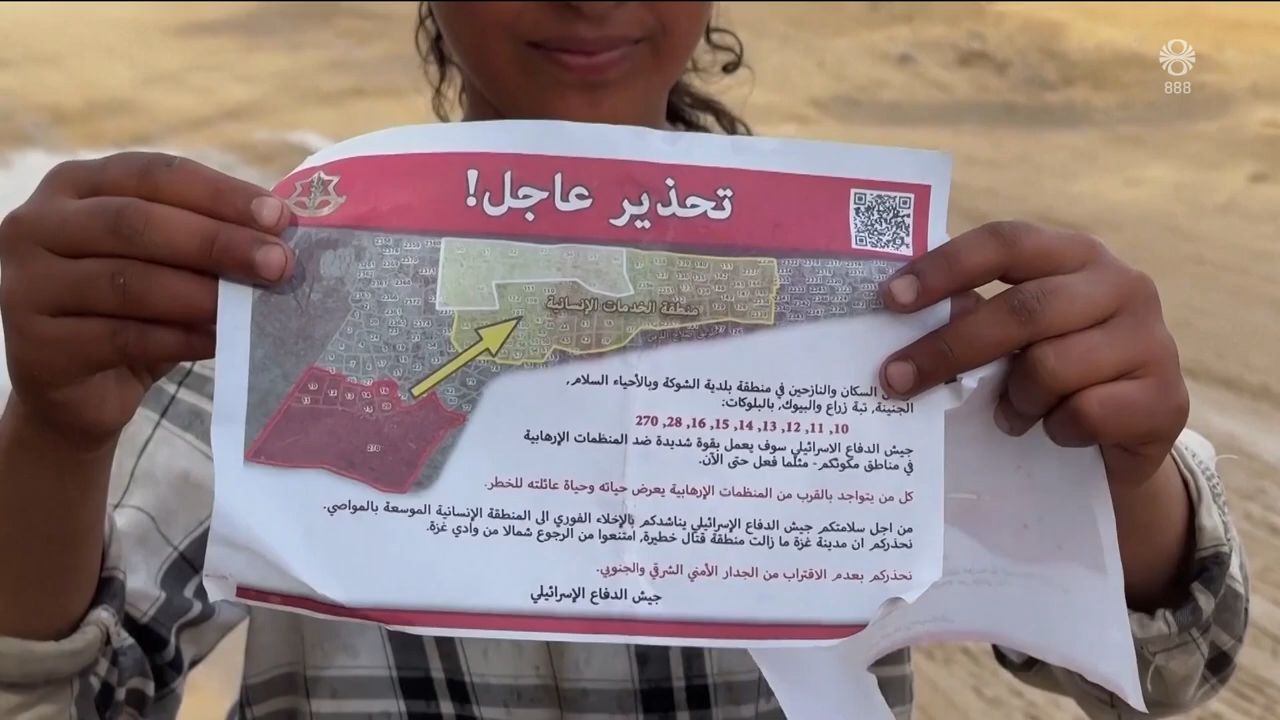 888
تحذير عاجل!
منطقة الخدمات الإنسانية
السكان والنازحين في منطقة بلدية الشوكة وبالأحياء السلام,
الجنينة, تبة زراع والبيوك, بالبلوكات:
10, 11, 12, 13, 14, 15, 16, 28, 270
جيش الدفاع الاسرائيلي سوف يعمل بقوة شديدة ضد المنظمات الإرهابية
في مناطق مكوثكم- مثلما فعل حتى الآن.
كل من يتواجد بالقرب من المنظمات الإرهابية يعرض حياته وحياة عائلته للخطر.
من اجل سلامتكم جيش الدفاع الإسرائيلي يناشدكم بالإخلاء الفوري الى المنطقة الإنسانية الموسعة بالمواصي.
نحذركم ان مدينة غزة ما زالت منطقة قتال خطيرة, امتنعوا من الرجوع شمالا من وادي غزة.
نحذركم بعدم الاقتراب من الجدار الأمني الشرقي والجنوبي.
جيش الدفاع الإسرائيلي